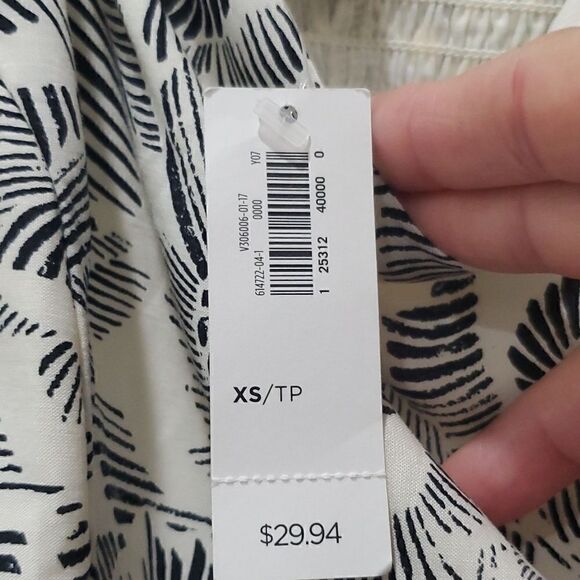 Y07
V306006-01-17
0000
614722-04-1
1 25312 40000 0
XS/TP
$29.94